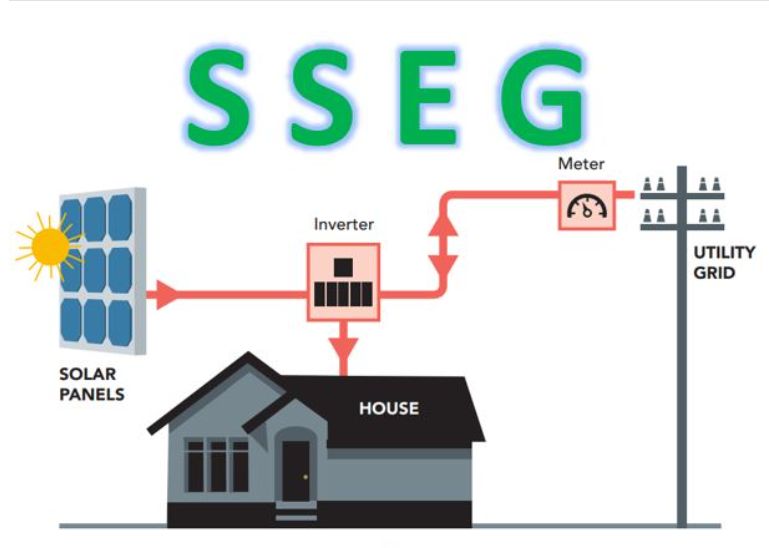 SSEG
Meter
Inverter
UTILITY
GRID
SOLAR
PANELS
HOUSE